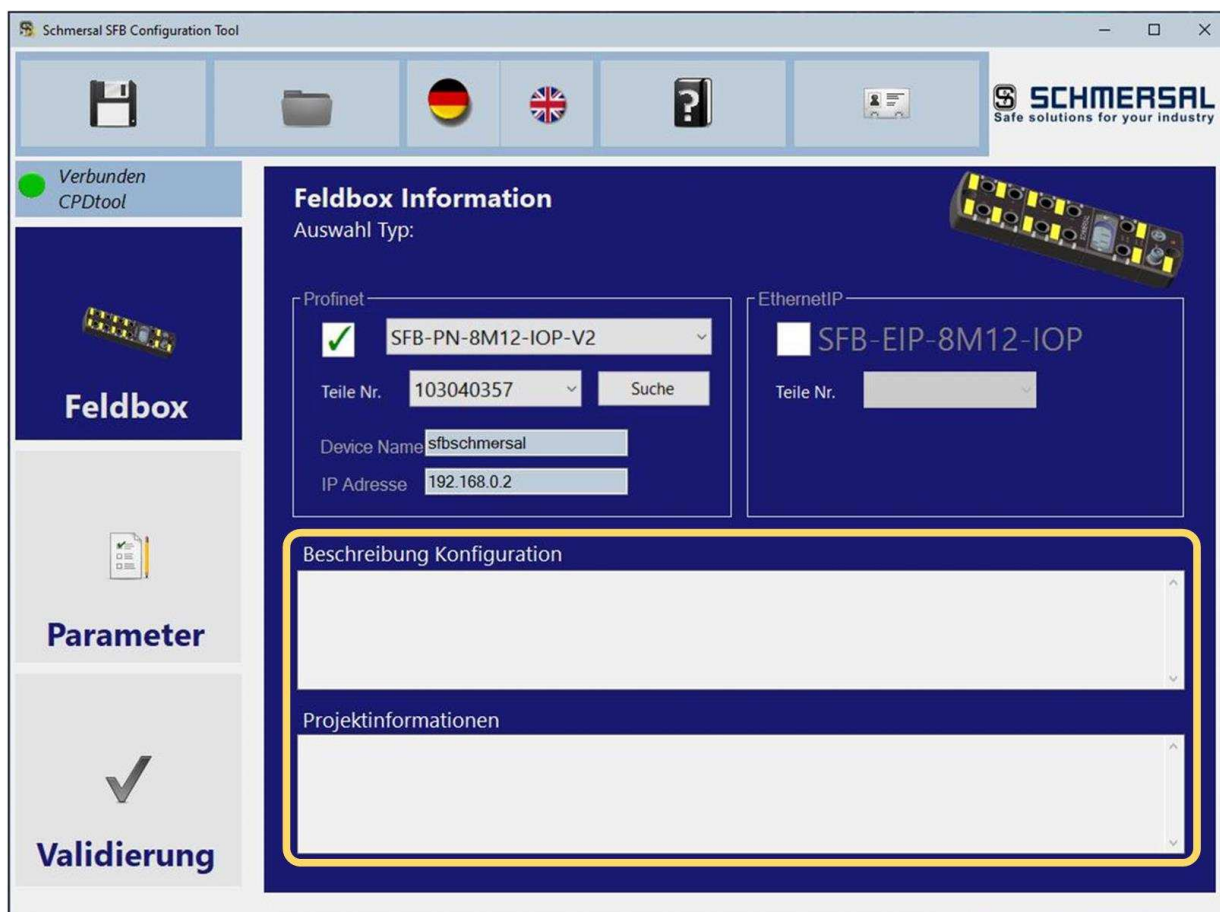 Schmersal SFB Configuration Tool
SCHMERSAL
Safe solutions for your industry
Verbunden
CPDtool
Feldbox
Parameter
Validierung
Feldbox Information
Auswahl Typ:
Profinet
SFB-PN-8M12-IOP-V2
Teile Nr. 103040357 Suche
Device Name sfbschmersal
IP Adresse 192.168.0.2
EthernetIP
SFB-EIP-8M12-IOP
Teile Nr.
Beschreibung Konfiguration
Projektinformationen